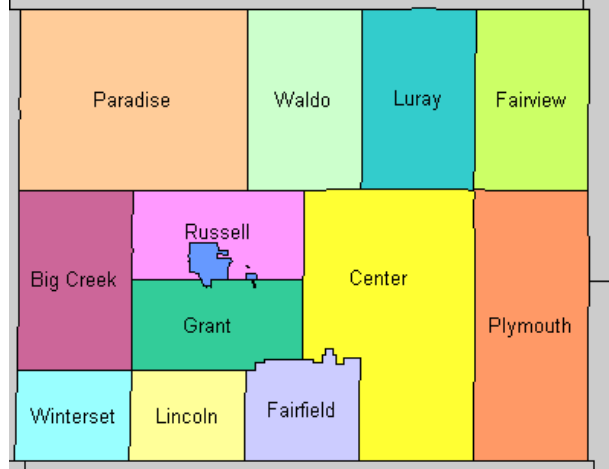 Paradise
Waldo
Luray
Fairview
Russell
Big Creek
Center
Grant
Plymouth
Winterset
Lincoln
Fairfield